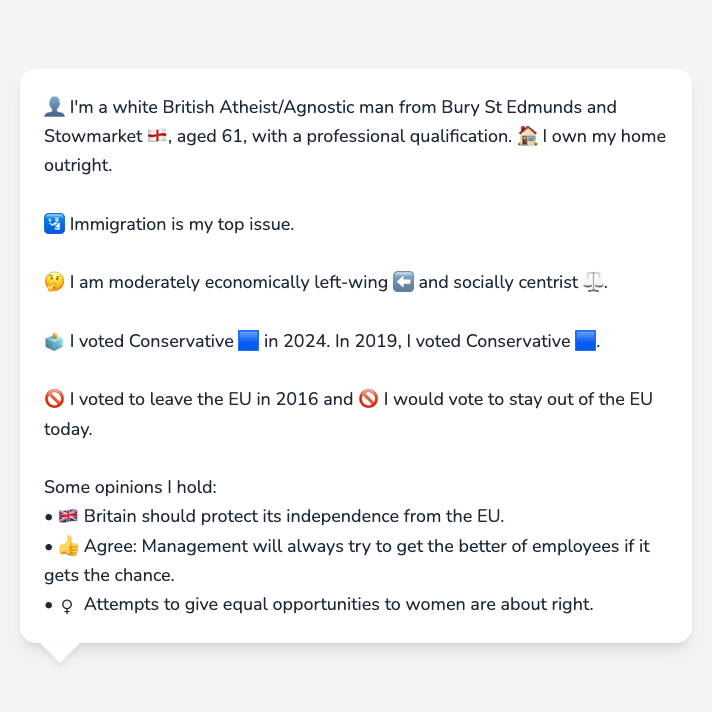 👤 I'm a white British Atheist/Agnostic man from Bury St Edmunds and
Stowmarket 🏴󠁧󠁢󠁥󠁮󠁧󠁿, aged 61, with a professional qualification. 🏠 I own my home
outright.
🛂 Immigration is my top issue.
🤔 I am moderately economically left-wing ⬅️ and socially centrist ⚖️.
🗳️ I voted Conservative 🟦 in 2024. In 2019, I voted Conservative 🟦.
🚫 I voted to leave the EU in 2016 and 🚫 I would vote to stay out of the EU
today.
Some opinions I hold:
• 🇬🇧 Britain should protect its independence from the EU.
• 👍 Agree: Management will always try to get the better of employees if it
gets the chance.
• ♀ Attempts to give equal opportunities to women are about right.